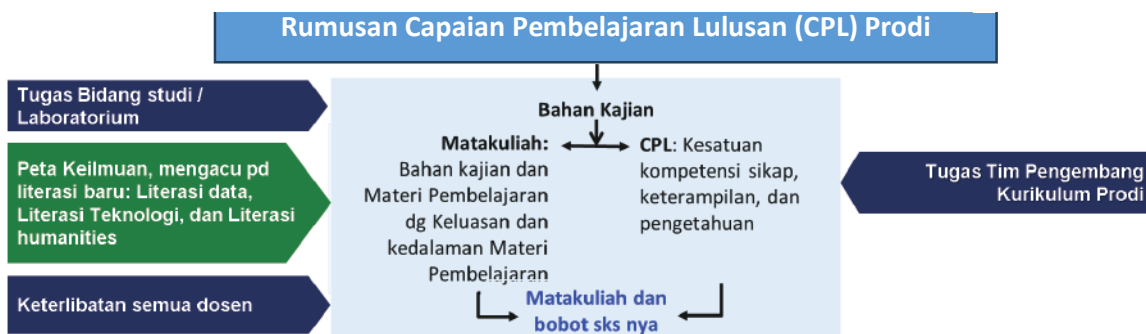 Rumusan Capaian Pembelajaran Lulusan (CPL) Prodi
Tugas Bidang studi /
Laboratorium
Peta Keilmuan, mengacu pd
literasi baru: Literasi data,
Literasi Teknologi, dan Literasi
humanities
Keterlibatan semua dosen
Bahan Kajian
Matakuliah:
Bahan kajian dan
Materi Pembelajaran
dg Keluasan dan
kedalaman Materi
Pembelajaran
CPL: Kesatuan
kompetensi sikap,
keterampilan, dan
pengetahuan
Matakuliah dan
bobot sks nya
Tugas Tim Pengembang
Kurikulum Prodi